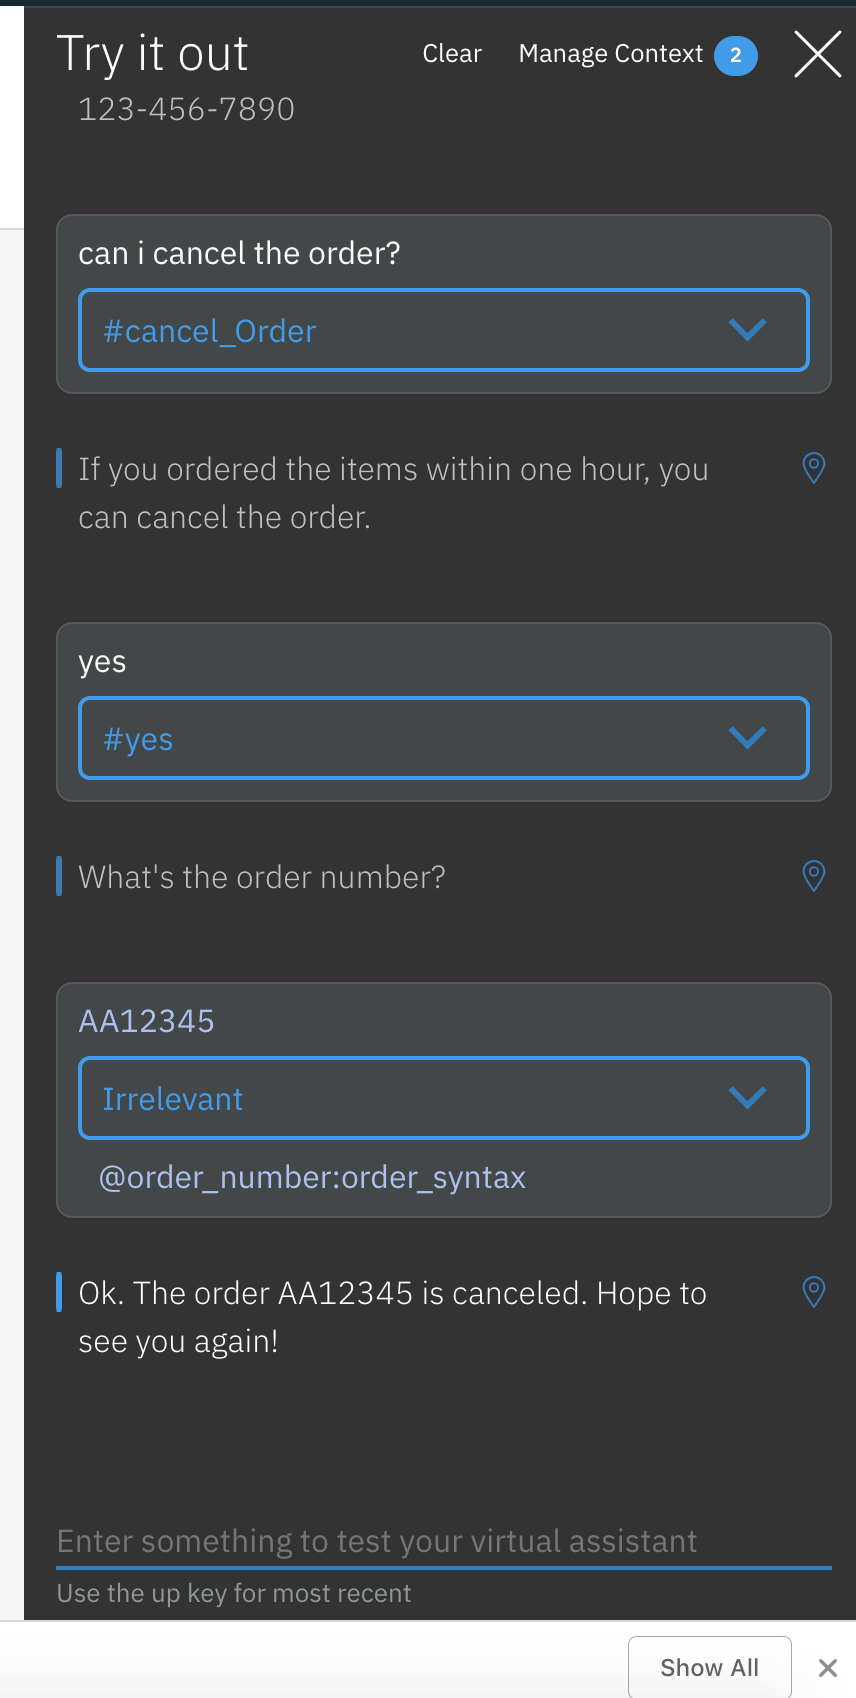 Try it out
Clear
Manage Context
2
123-456-7890
can i cancel the order?
#cancel_Order
If you ordered the items within one hour, you
can cancel the order.
yes
#yes
What's the order number?
AA12345
Irrelevant
@order_number:order_syntax
Ok. The order AA12345 is canceled. Hope to
see you again!
Enter something to test your virtual assistant
Use the up key for most recent
Show All